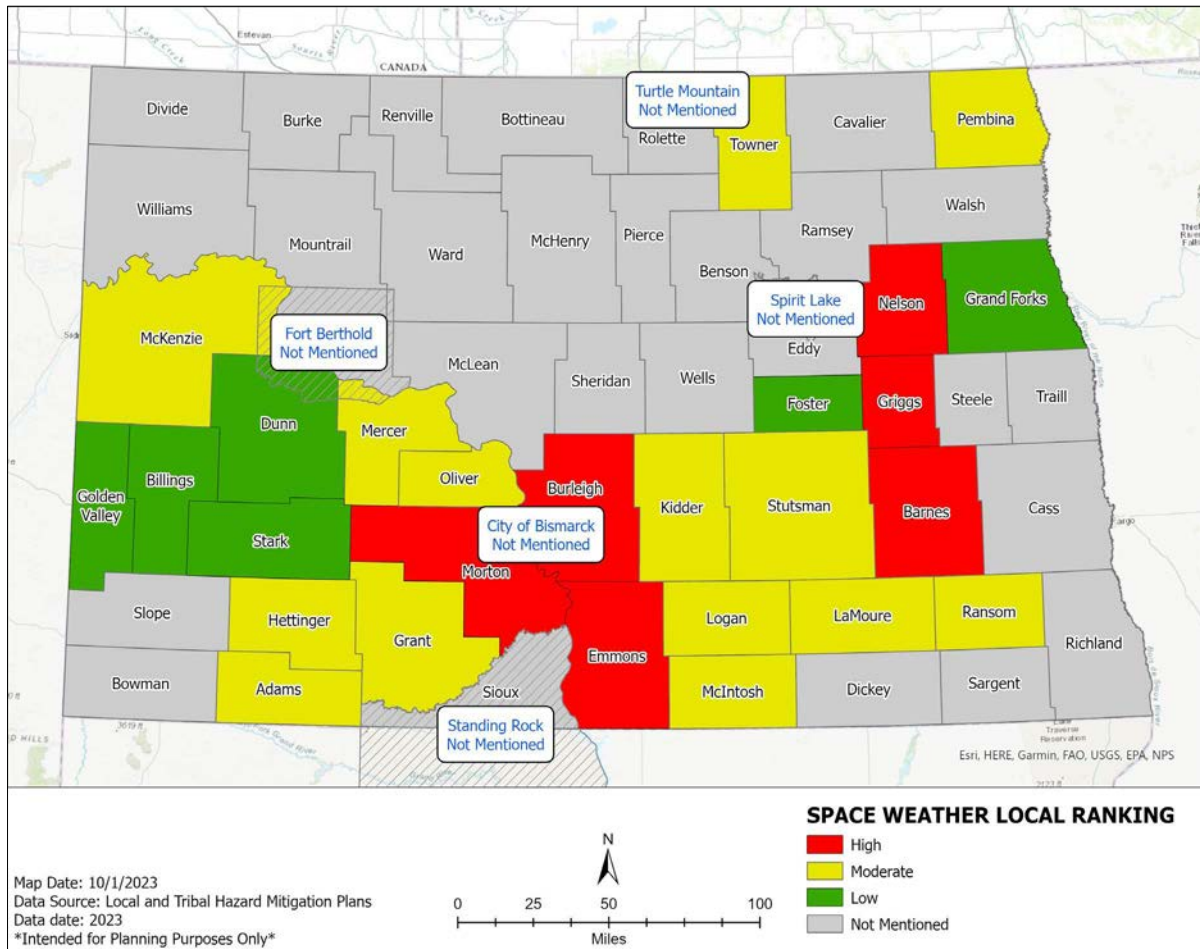 Estevan
CANADA
Divide
Burke
Renville
Bottineau
Turtle Mountain
Not Mentioned
Rolette
Towner
Cavalier
Pembina
Williams
Mountrail
Ward
McHenry
Pierce
Benson
Ramsey
Walsh
McKenzie
Fort Berthold
Not Mentioned
McLean
Sheridan
Wells
Spirit Lake
Not Mentioned
Eddy
Nelson
Grand Forks
Dunn
Mercer
Oliver
Foster
Griggs
Steele
Traill
Golden
Valley
Billings
Stark
Burleigh
Kidder
Stutsman
Barnes
Cass
City of Bismarck
Not Mentioned
Morton
Slope
Hettinger
Grant
Emmons
Logan
LaMoure
Ransom
Richland
Bowman
Adams
Sioux
McIntosh
Dickey
Sargent
Standing Rock
Not Mentioned
3619 ft
Traverse
Reservation
Esri, HERE, Garmin, FAO, USGS, EPA, NPS
SPACE WEATHER LOCAL RANKING
High
Moderate
Low
Not Mentioned
N
0 25 50 100
Miles
Map Date: 10/1/2023
Data Source: Local and Tribal Hazard Mitigation Plans
Data date: 2023
*Intended for Planning Purposes Only*